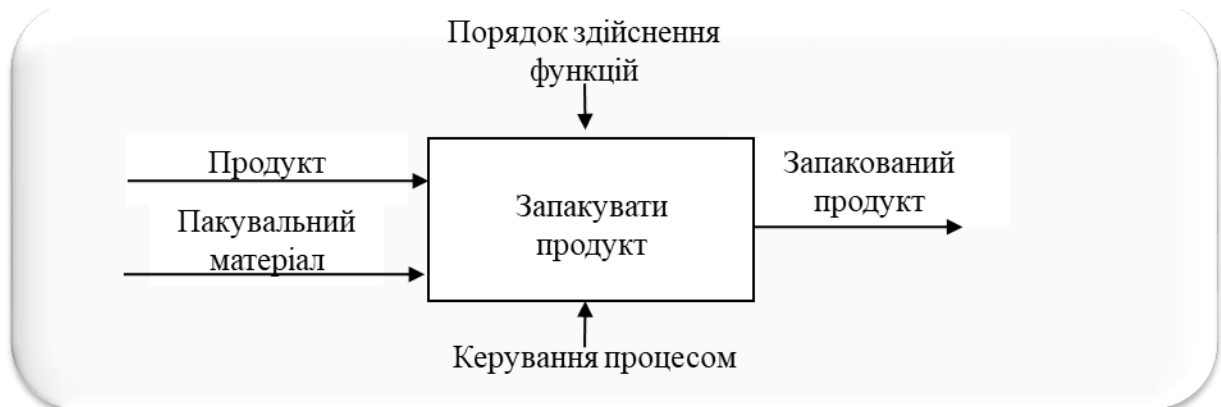 Порядок здійснення
функцій
Продукт
Пакувальний
матеріал
Запакувати
продукт
Запакований
продукт
Керування процесом